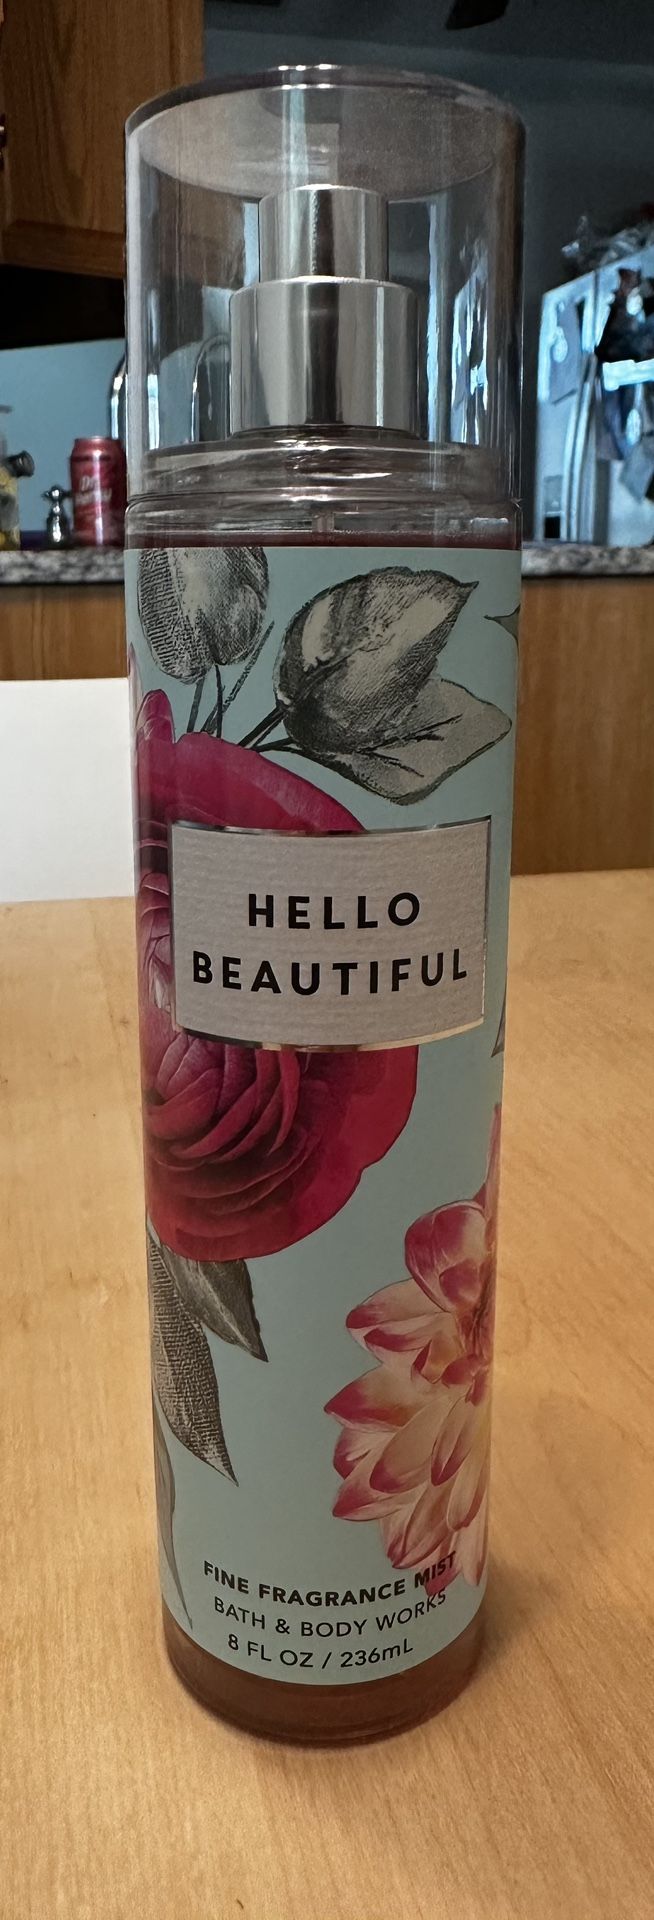 HELLO
BEAUTIFUL
FINE FRAGRANCE MIST
BATH & BODY WORKS
8 FL OZ / 236mL